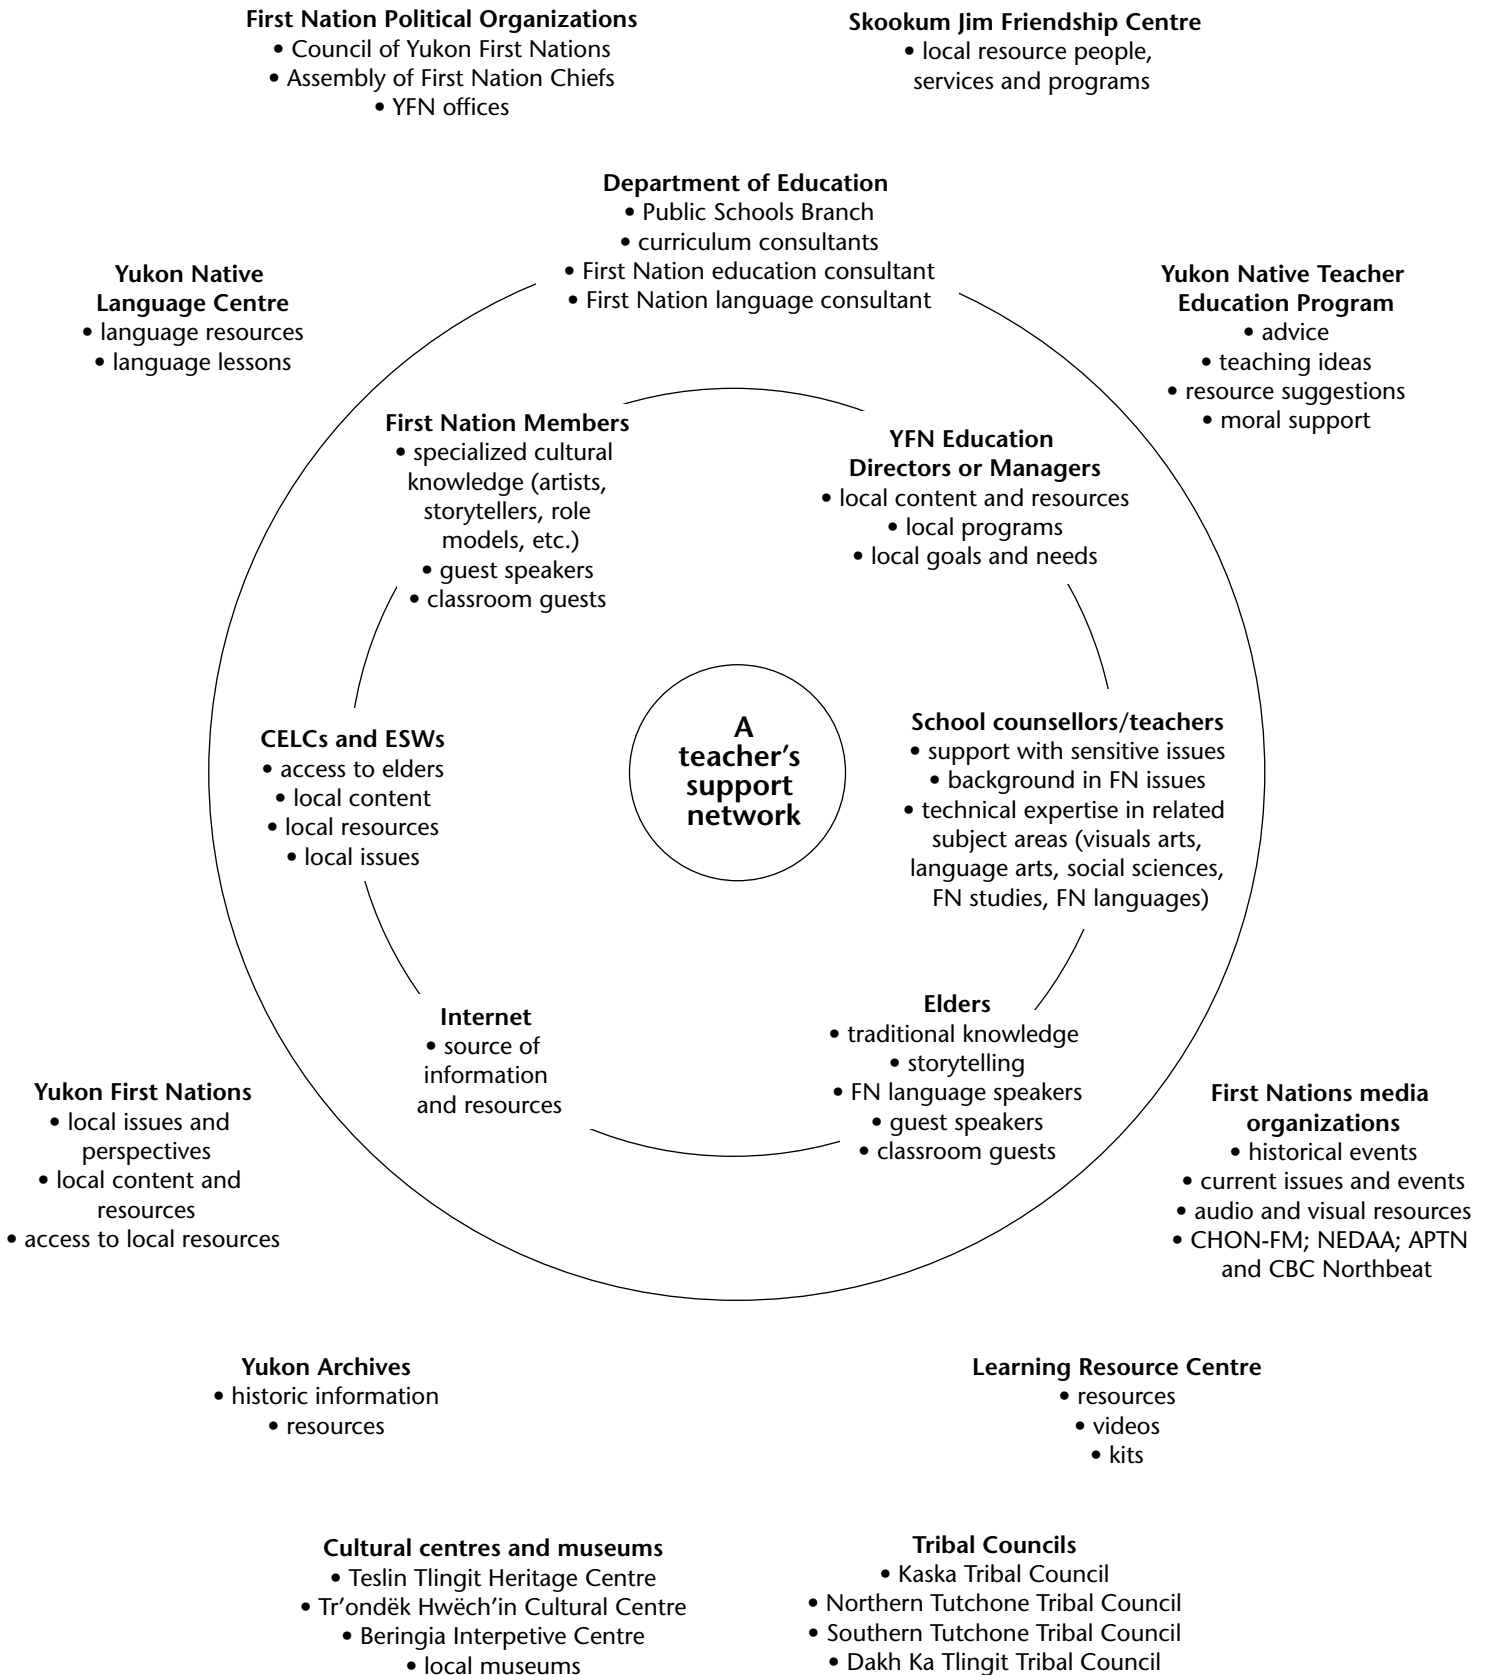 First Nation Political Organizations
• Council of Yukon First Nations
• Assembly of First Nation Chiefs
• YFN offices
Skookum Jim Friendship Centre
• local resource people,
services and programs
Department of Education
• Public Schools Branch
• curriculum consultants
• First Nation education consultant
• First Nation language consultant
Yukon Native
Language Centre
• language resources
• language lessons
Yukon Native Teacher
Education Program
• advice
• teaching ideas
• resource suggestions
• moral support
First Nation Members
• specialized cultural
knowledge (artists,
storytellers, role
models, etc.)
• guest speakers
• classroom guests
YFN Education
Directors or Managers
• local content and resources
• local programs
• local goals and needs
CELCs and ESWs
• access to elders
• local content
• local resources
• local issues
A
teacher's
support
network
School counsellors/teachers
• support with sensitive issues
• background in FN issues
• technical expertise in related
subject areas (visuals arts,
language arts, social sciences,
FN studies, FN languages)
Internet
• source of
information
and resources
Elders
• traditional knowledge
• storytelling
• FN language speakers
• guest speakers
• classroom guests
Yukon First Nations
• local issues and
perspectives
• local content and
resources
• access to local resources
First Nations media
organizations
• historical events
• current issues and events
• audio and visual resources
• CHON-FM; NEDAA; APTN
and CBC Northbeat
Yukon Archives
• historic information
• resources
Learning Resource Centre
• resources
• videos
• kits
Cultural centres and museums
• Teslin Tlingit Heritage Centre
• Tr'ondëk Hwëch'in Cultural Centre
• Beringia Interpetive Centre
• local museums
Tribal Councils
• Kaska Tribal Council
• Northern Tutchone Tribal Council
• Southern Tutchone Tribal Council
• Dakh Ka Tlingit Tribal Council